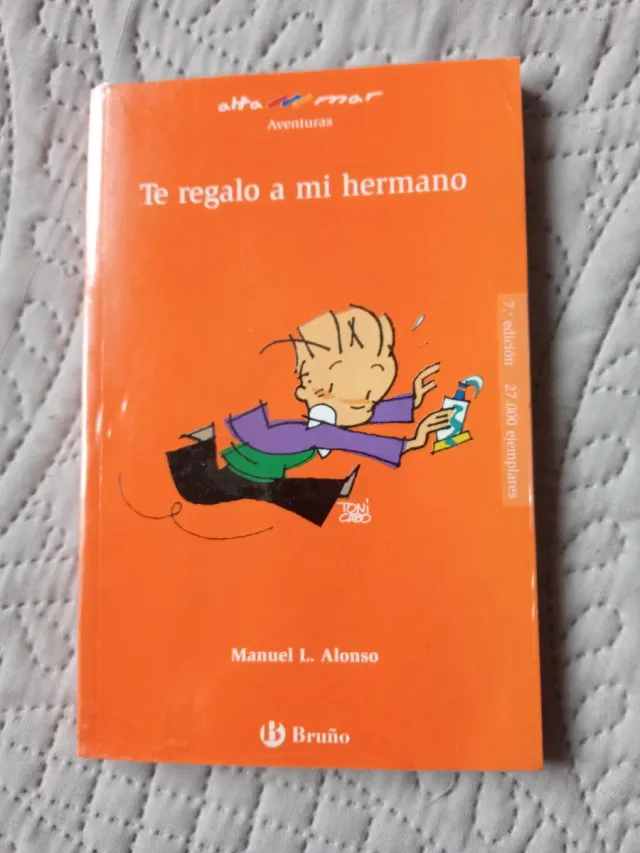 alta mar
Aventuras
Te regalo a mi hermano
7.ª edición 27.000 ejemplares
TONI
CABO
Manuel L. Alonso
Bruño